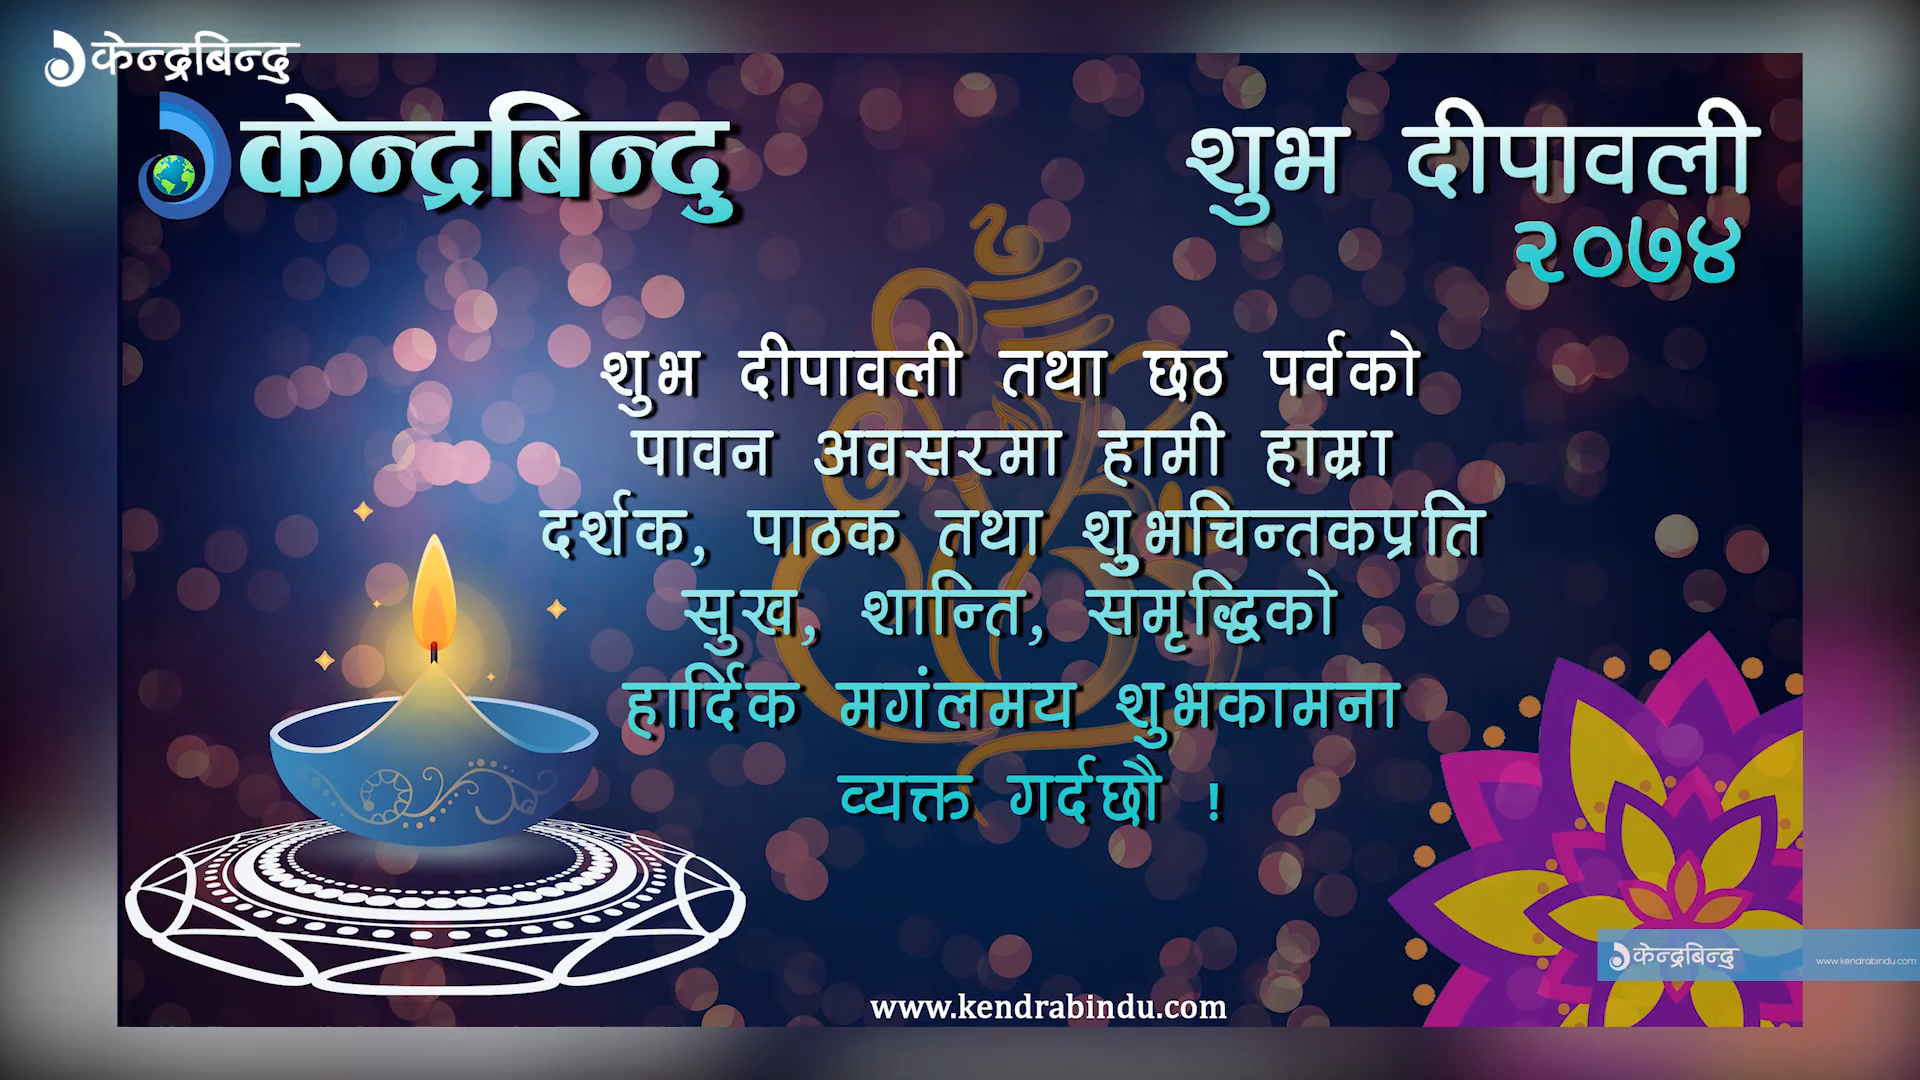 केन्द्रबिन्दु
केन्द्रबिन्दु
शुभ दीपावली
२०७४
शुभ दीपावली तथा छठ पर्वको
पावन अवसरमा हामी हाम्रा
दर्शक, पाठक तथा शुभचिन्तकप्रति
सुख, शान्ति, समृद्धिको
हार्दिक मगंलमय शुभकामना
व्यक्त गर्दछौ !
केन्द्रबिन्दु
www.kendrabindu.com
www.kendrabindu.com